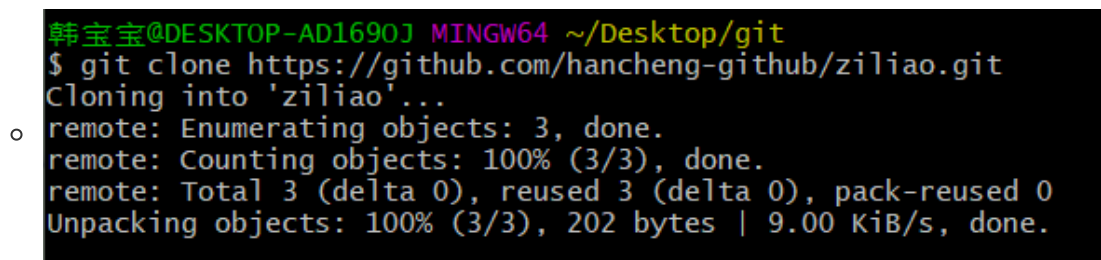 韩宝宝@DESKTOP-AD169OJ MINGW64 ~/Desktop/git
$ git clone https://github.com/hancheng-github/ziliao.git
Cloning into 'ziliao'...
remote: Enumerating objects: 3, done.
remote: Counting objects: 100% (3/3), done.
remote: Total 3 (delta 0), reused 3 (delta 0), pack-reused 0
Unpacking objects: 100% (3/3), 202 bytes | 9.00 KiB/s, done.